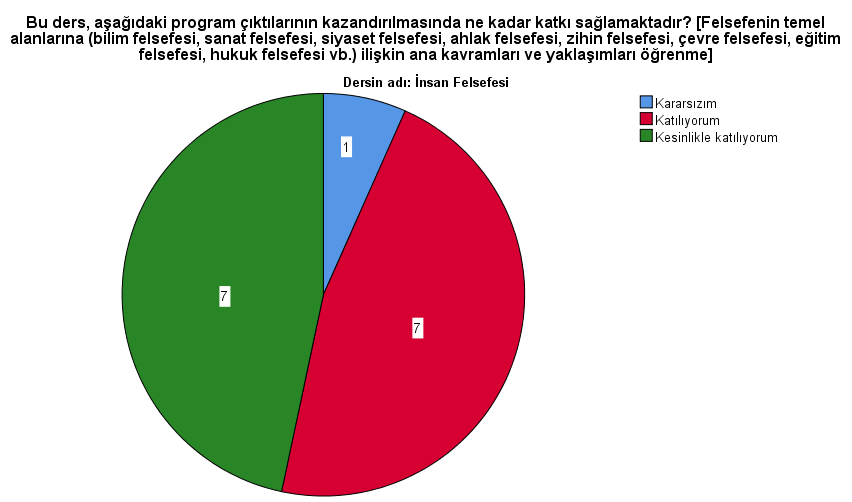 Bu ders, aşağıdaki program çıktılarının kazandırılmasında ne kadar katkı sağlamaktadır? [Felsefenin temel
alanlarına (bilim felsefesi, sanat felsefesi, siyaset felsefesi, ahlak felsefesi, zihin felsefesi, çevre felsefesi, eğitim
felsefesi, hukuk felsefesi vb.) ilişkin ana kavramları ve yaklaşımları öğrenme]
Dersin adı: İnsan Felsefesi
Kararsızım
Katılıyorum
Kesinlikle katılıyorum
1
7
7